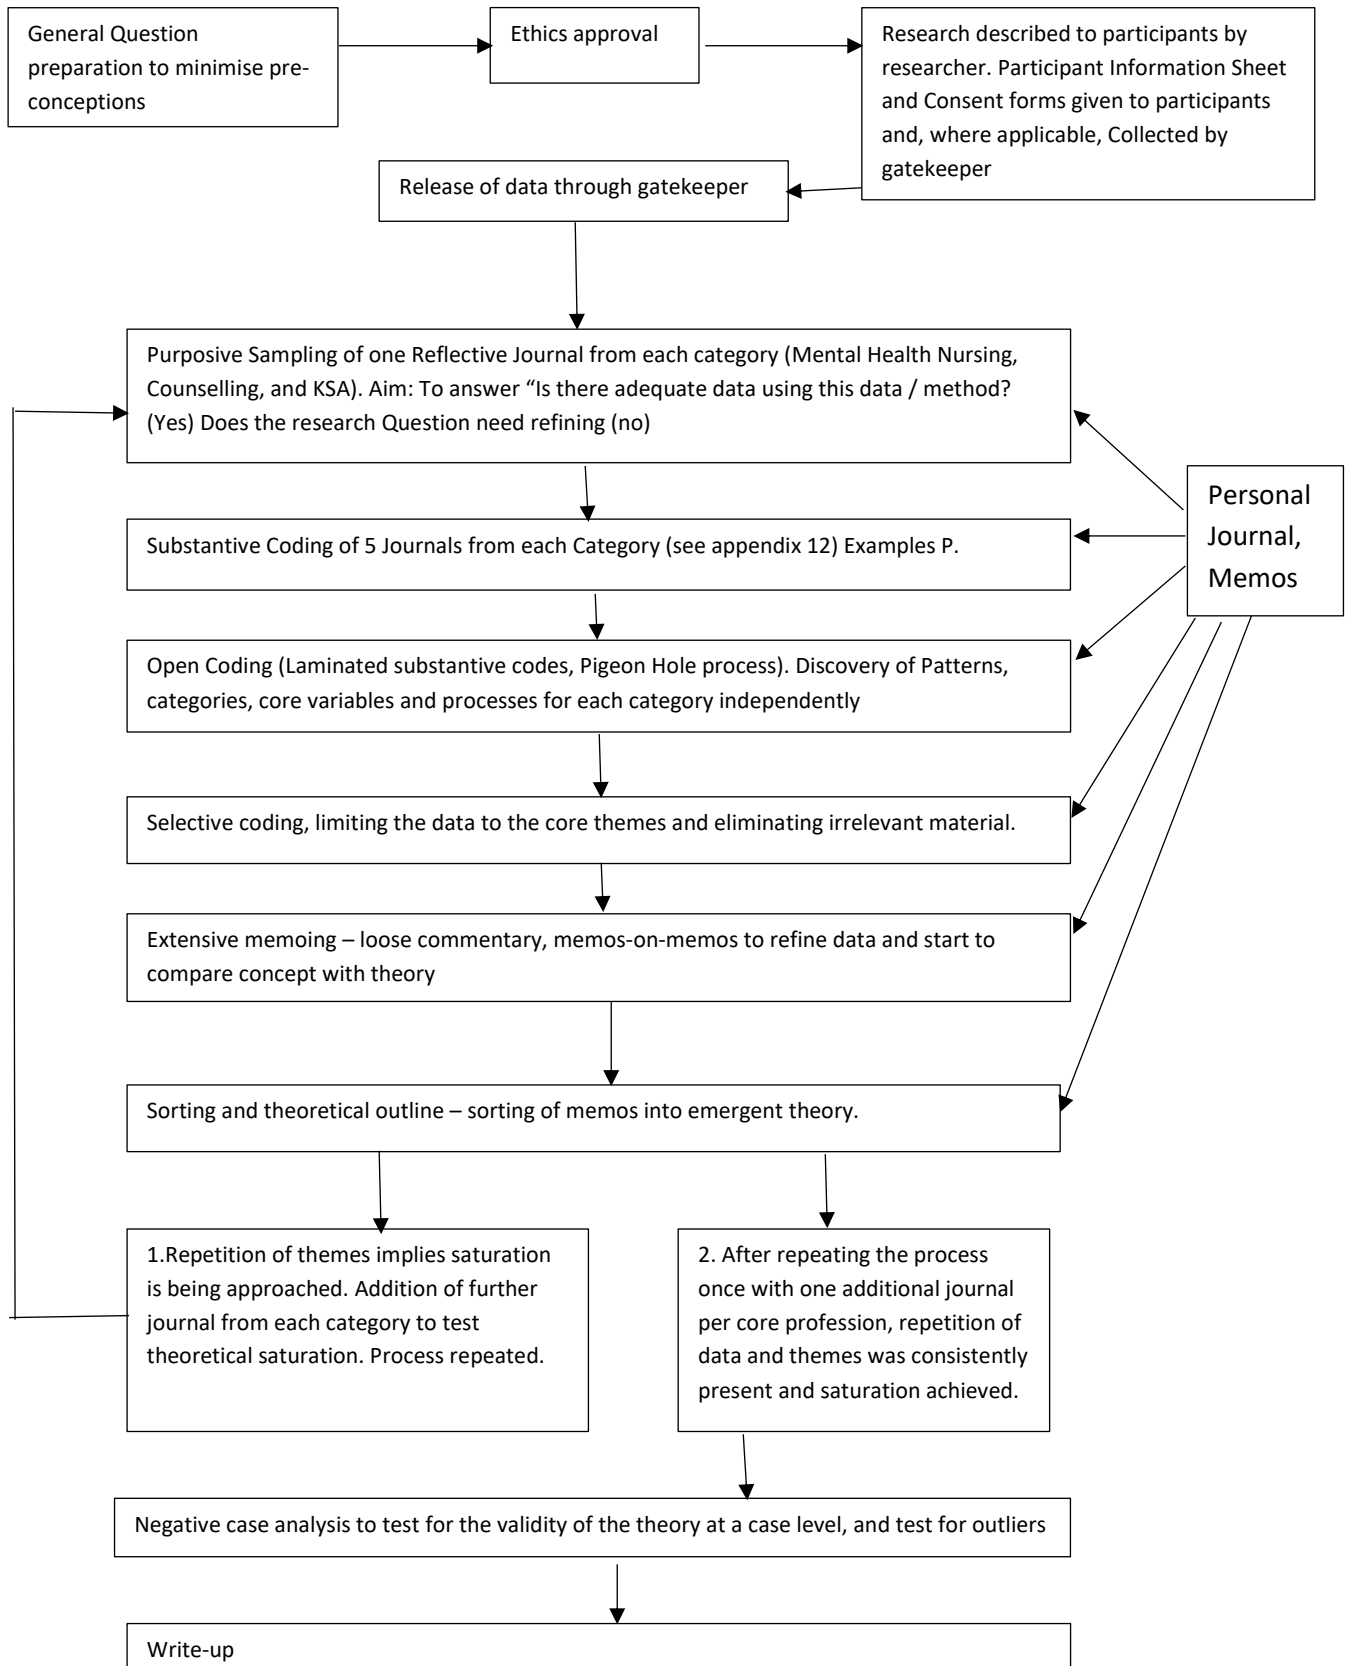 General Question
preparation to minimise pre-
conceptions
Ethics approval
Research described to participants by
researcher. Participant Information Sheet
and Consent forms given to participants
and, where applicable, Collected by
gatekeeper
Release of data through gatekeeper
Purposive Sampling of one Reflective Journal from each category (Mental Health Nursing,
Counselling, and KSA). Aim: To answer “Is there adequate data using this data / method?
(Yes) Does the research Question need refining (no)
Personal
Journal,
Memos
Substantive Coding of 5 Journals from each Category (see appendix 12) Examples P.
Open Coding (Laminated substantive codes, Pigeon Hole process). Discovery of Patterns,
categories, core variables and processes for each category independently
Selective coding, limiting the data to the core themes and eliminating irrelevant material.
Extensive memoing – loose commentary, memos-on-memos to refine data and start to
compare concept with theory
Sorting and theoretical outline – sorting of memos into emergent theory.
1.Repetition of themes implies saturation
is being approached. Addition of further
journal from each category to test
theoretical saturation. Process repeated.
2. After repeating the process
once with one additional journal
per core profession, repetition of
data and themes was consistently
present and saturation achieved.
Negative case analysis to test for the validity of the theory at a case level, and test for outliers
Write-up